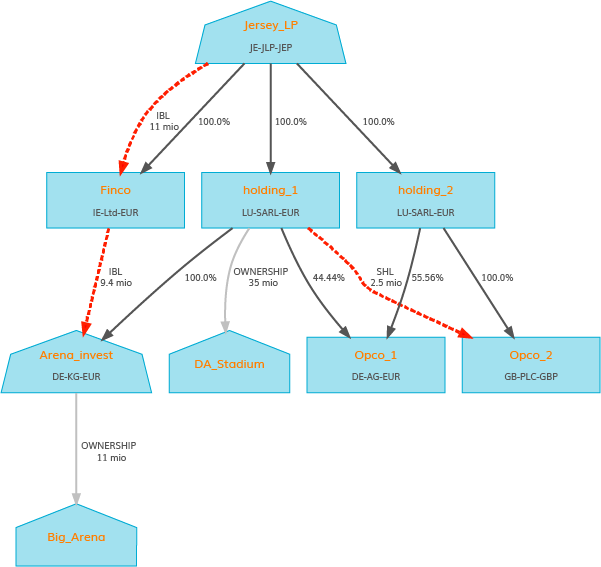 Jersey_LP
JE-JLP-JEP
IBL
11 mio
100.0%
100.0%
100.0%
Finco
IE-Ltd-EUR
holding_1
LU-SARL-EUR
holding_2
LU-SARL-EUR
IBL
9.4 mio
100.0%
OWNERSHIP
35 mio
44.44%
SHL
2.5 mio
55.56%
100.0%
Arena_invest
DE-KG-EUR
DA_Stadium
Opco_1
DE-AG-EUR
Opco_2
GB-PLC-GBP
OWNERSHIP
11 mio
Big_Arena